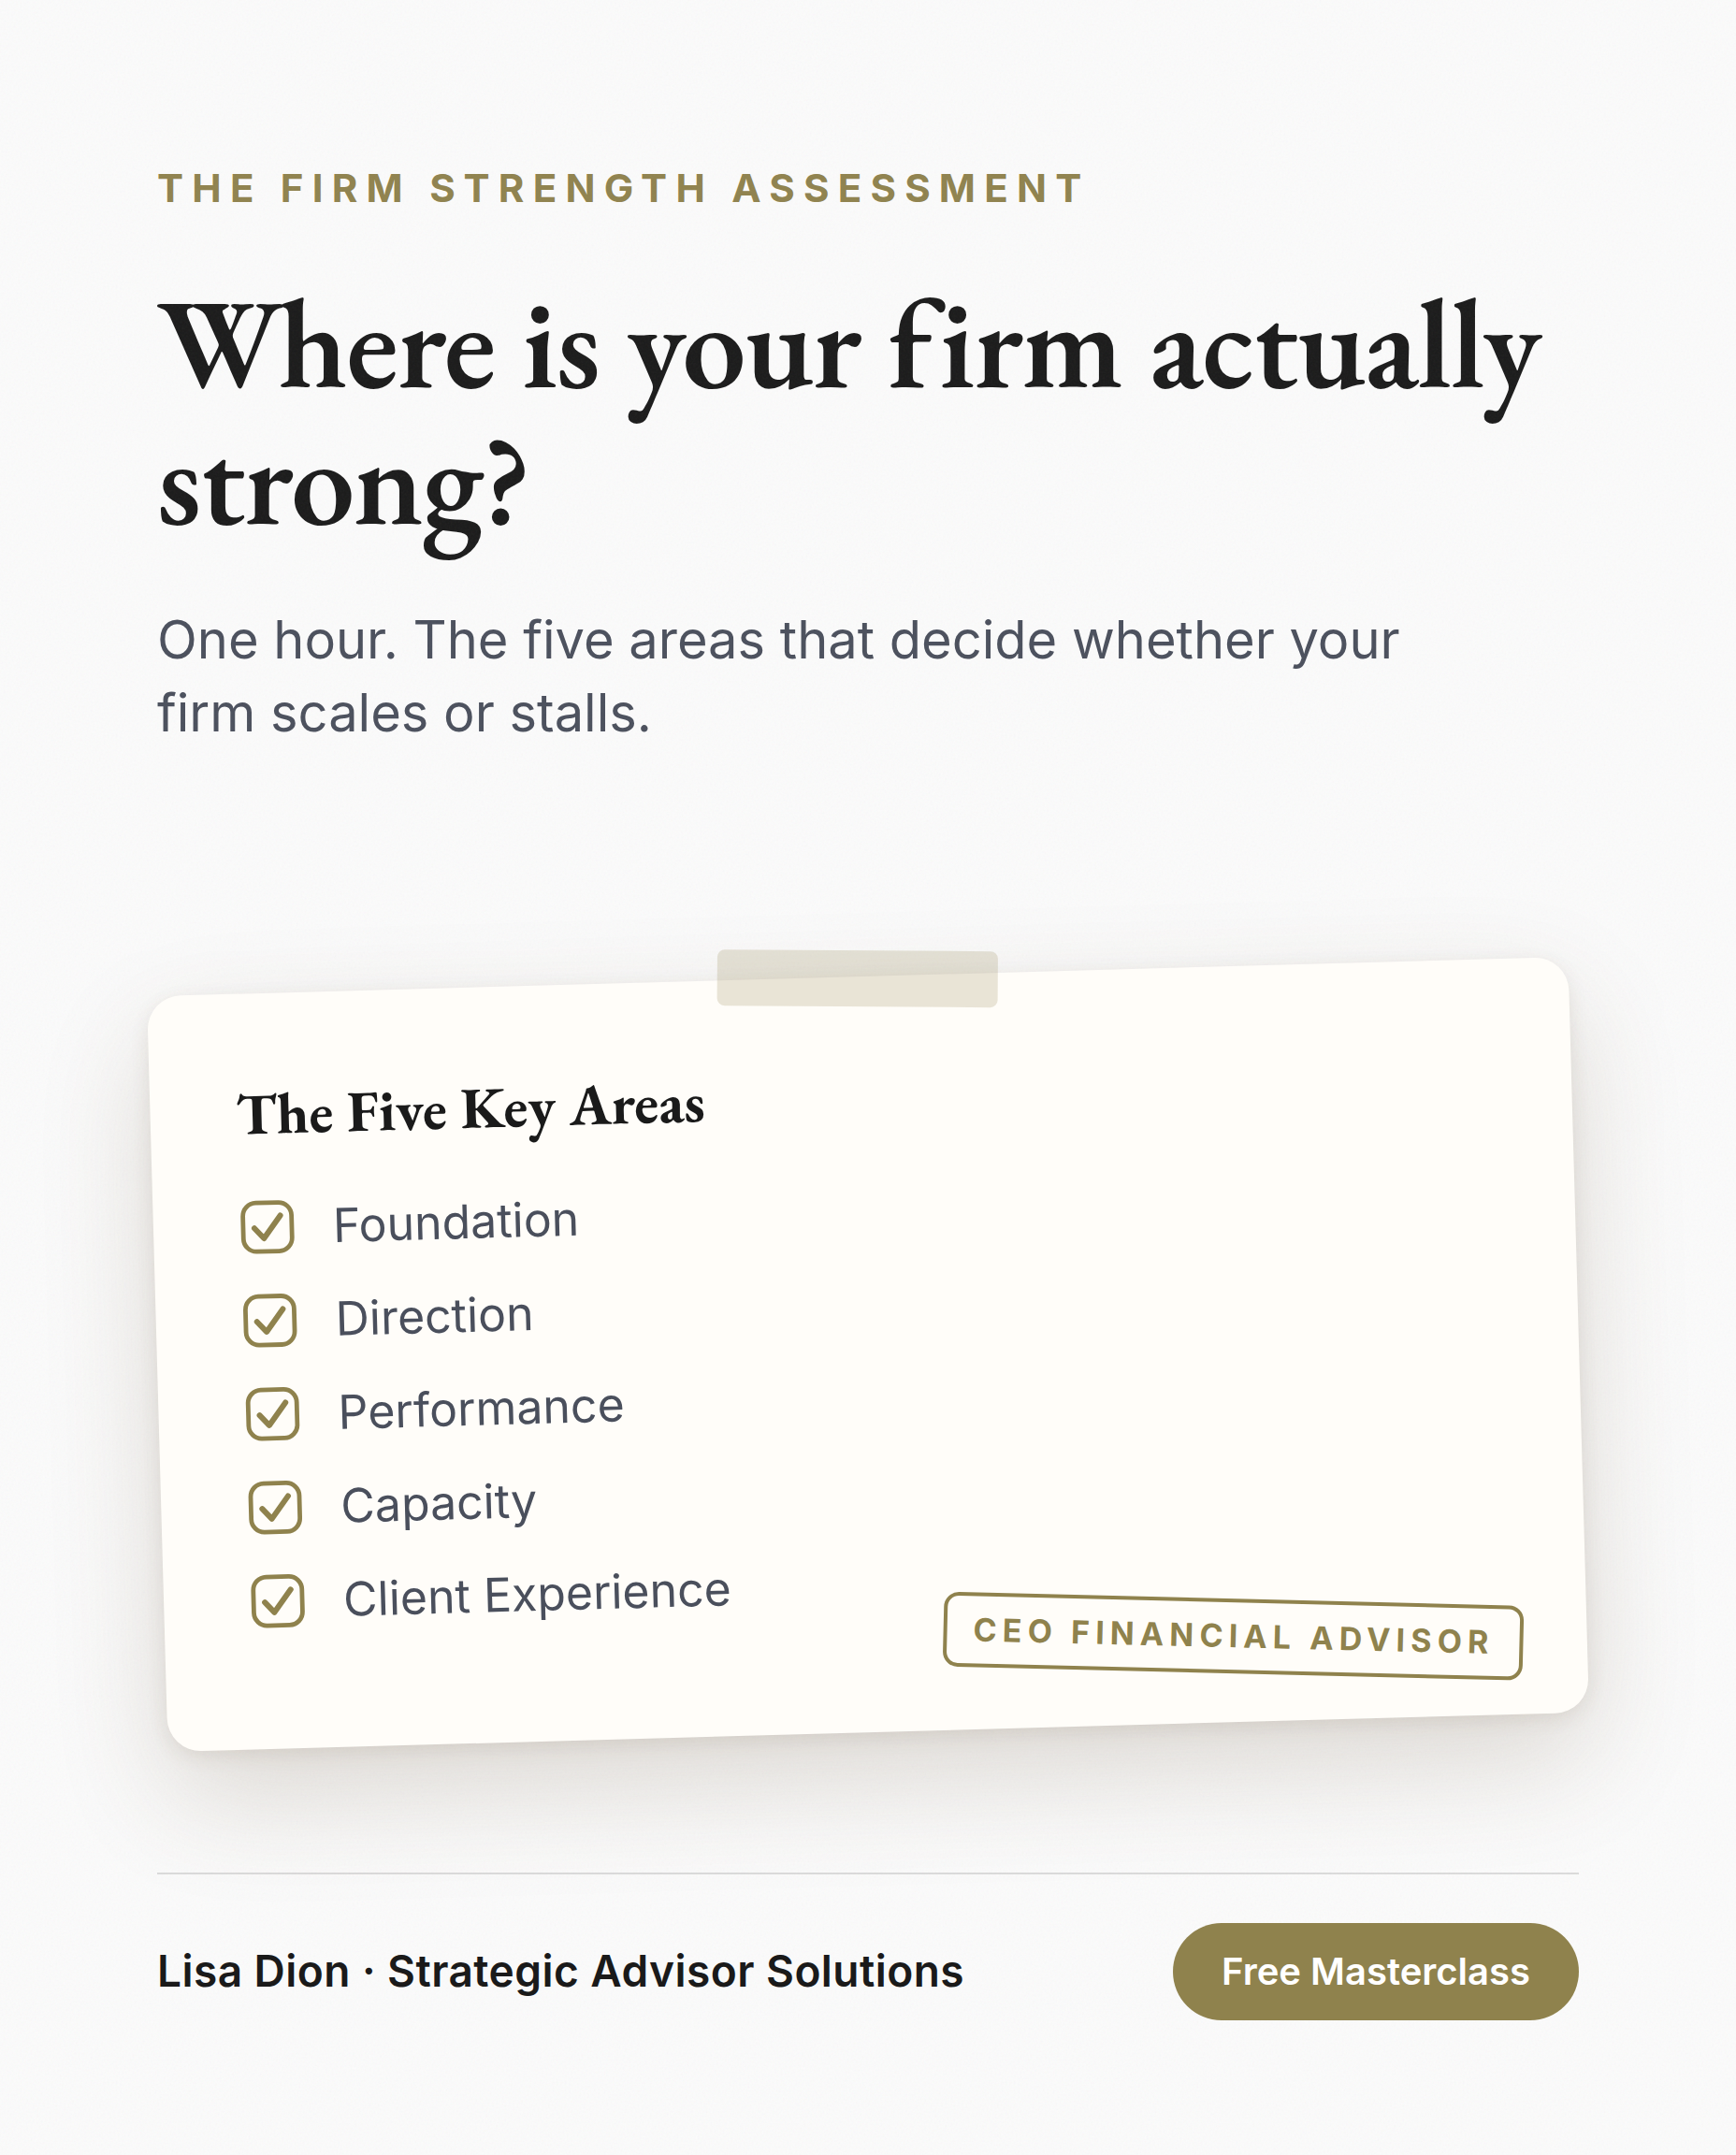 THE FIRM STRENGTH ASSESSMENT
Where is your firm actually
strong?
One hour. The five areas that decide whether your
firm scales or stalls.
The Five Key Areas
Foundation
Direction
Performance
Capacity
Client Experience
CEO FINANCIAL ADVISOR
Lisa Dion · Strategic Advisor Solutions
Free Masterclass